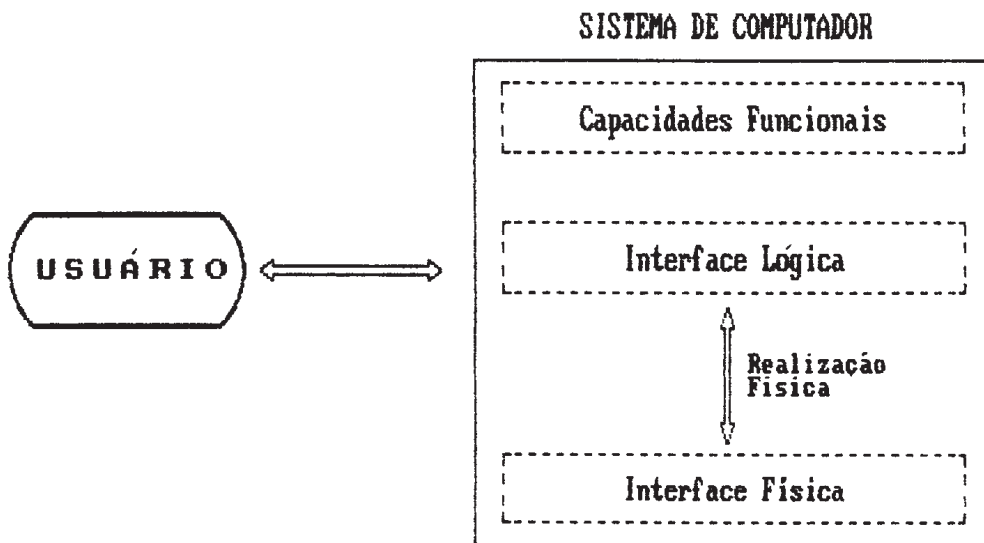 SISTEMA DE COMPUTADOR
Capacidades Funcionais
USUÁRIO
Interface Lógica
Realização
Física
Interface Física